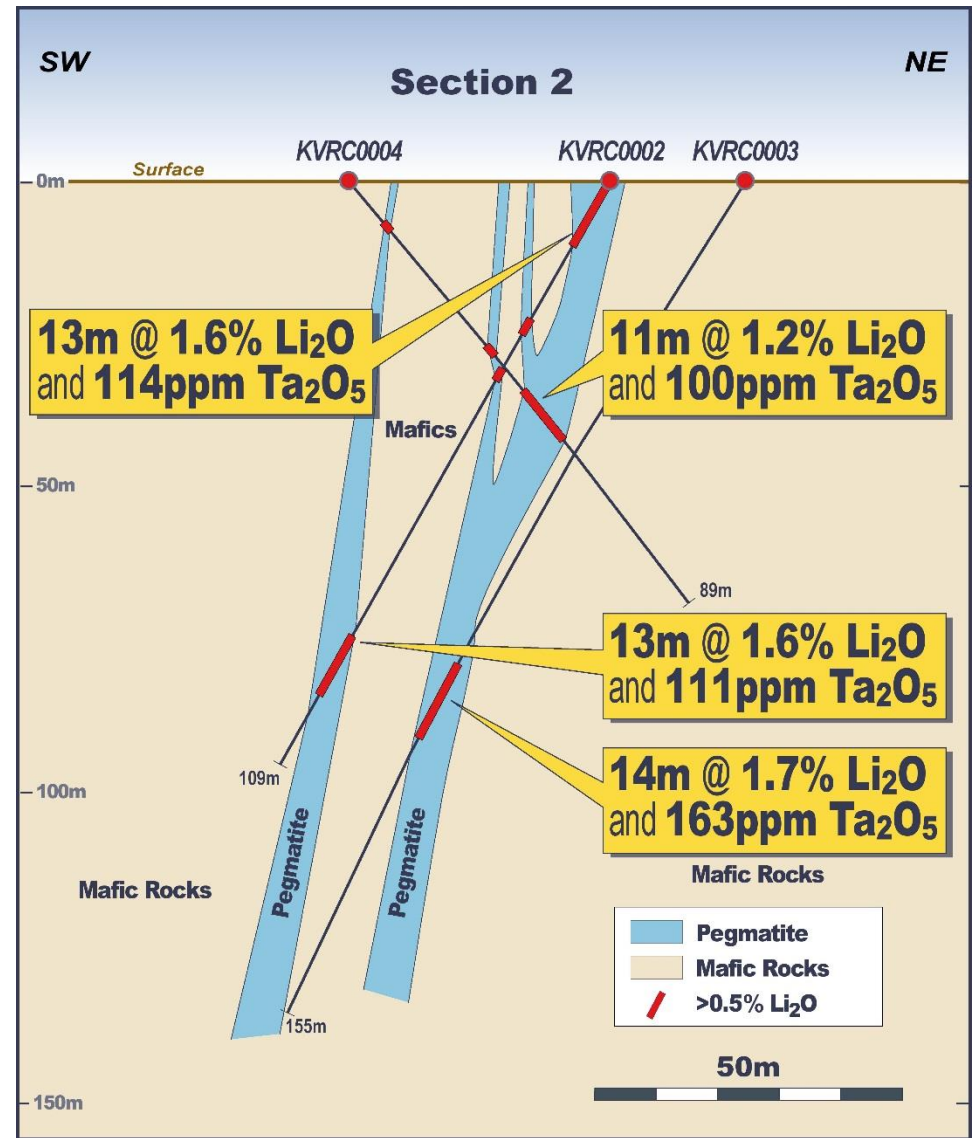 SW
NE
Section 2
KVRC0004
KVRC0002
KVRC0003
Surface
0m
13m @ 1.6% Li₂O
and 114ppm Ta₂O₅
11m @ 1.2% Li₂O
and 100ppm Ta₂O₅
Mafics
50m
89m
13m @ 1.6% Li₂O
and 111ppm Ta₂O₅
14m @ 1.7% Li₂O
and 163ppm Ta₂O₅
109m
100m
Pegmatite
Pegmatite
Mafic Rocks
Mafic Rocks
Pegmatite
Mafic Rocks
>0.5% Li₂O
155m
50m
150m